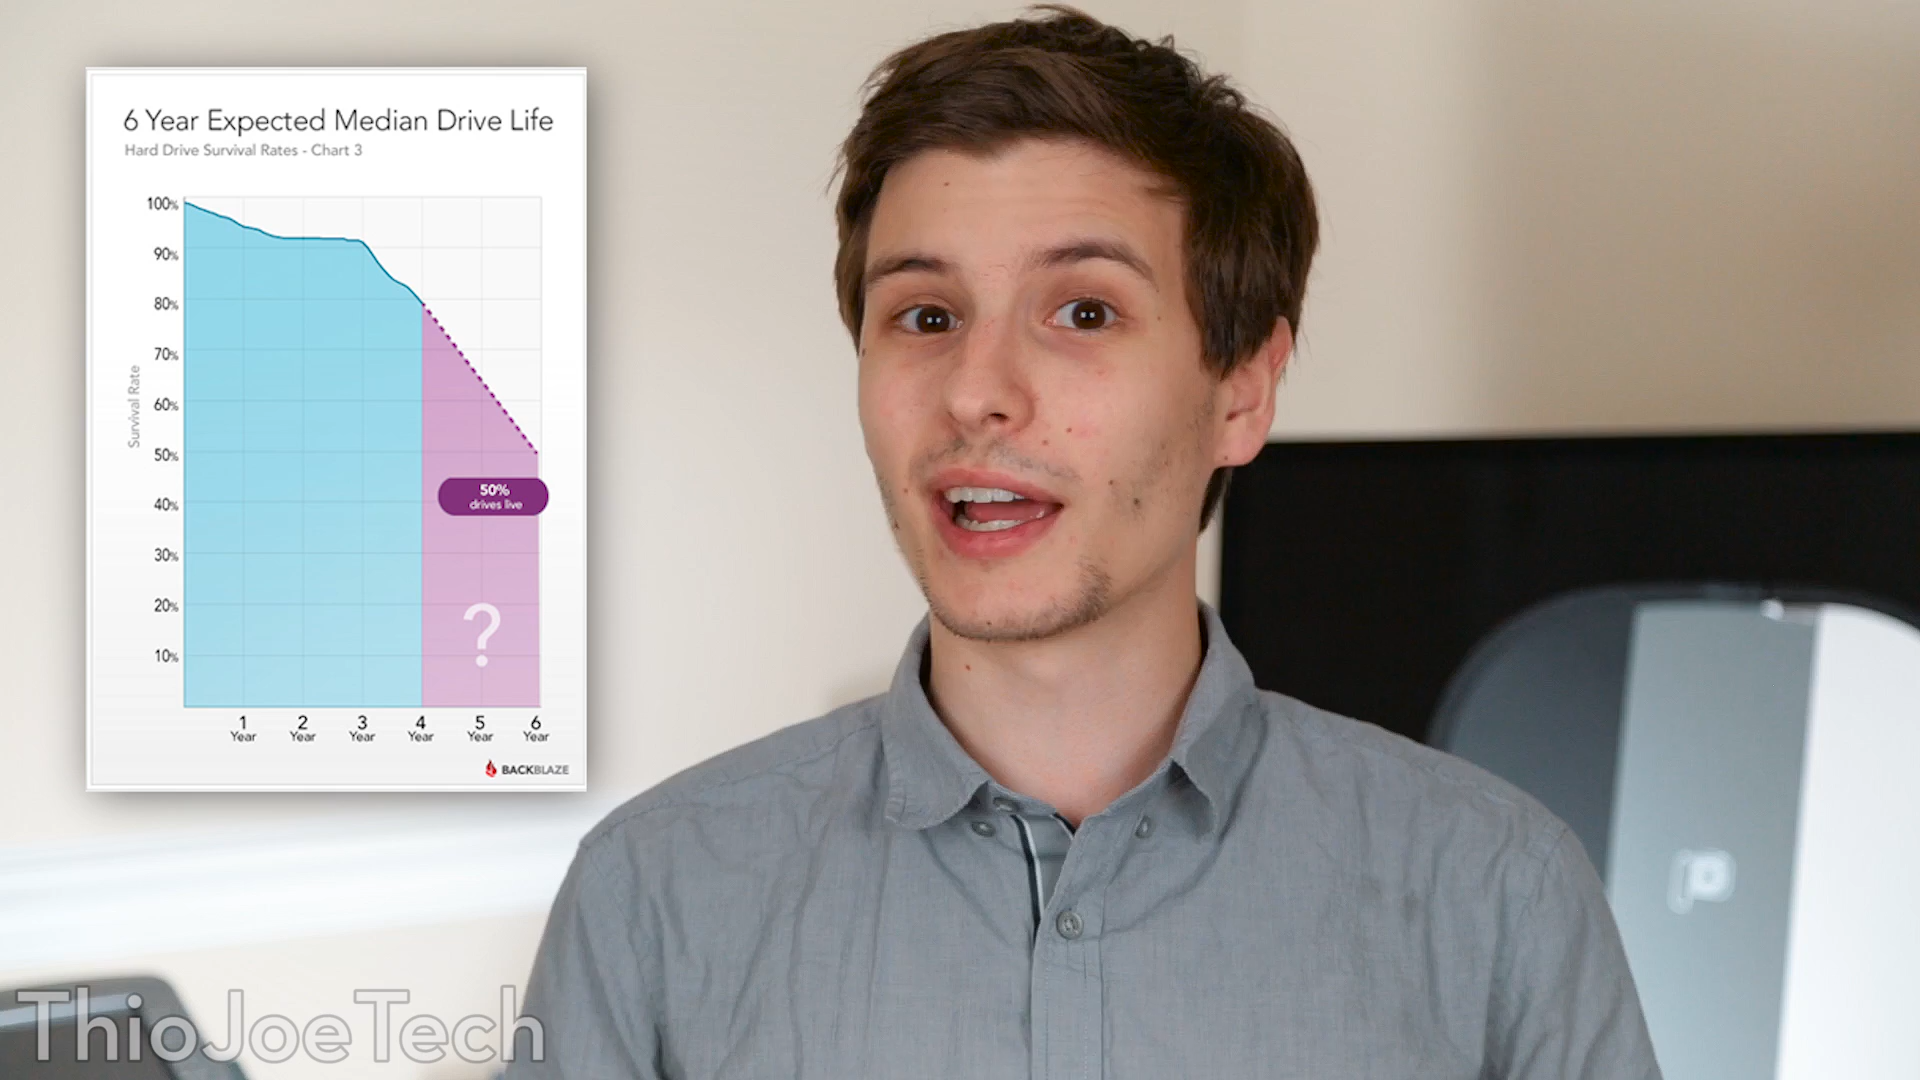 6 Year Expected Median Drive Life
Hard Drive Survival Rates - Chart 3
100%
90%
80%
70%
60%
50%
40%
30%
20%
10%
Survival Rate
50%
drives live
?
1
Year
2
Year
3
Year
4
Year
5
Year
6
Year
BACKBLAZE
ThioJoeTech